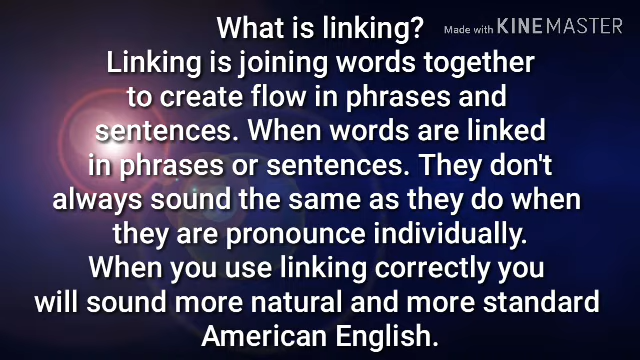 What is linking?
Made with KINEMASTER
Linking is joining words together
to create flow in phrases and
sentences. When words are linked
in phrases or sentences. They don't
always sound the same as they do when
they are pronounce individually.
When you use linking correctly you
will sound more natural and more standard
American English.